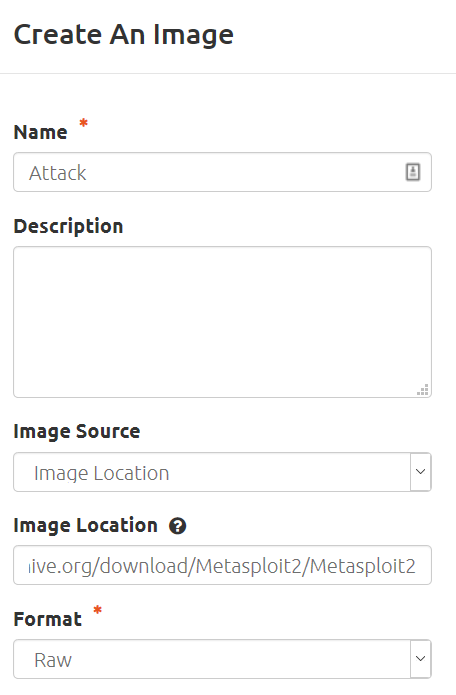 Create An Image
Name *
Attack
Description
Image Source
Image Location
Image Location ?
ive.org/download/Metasploit2/Metasploit2
Format *
Raw